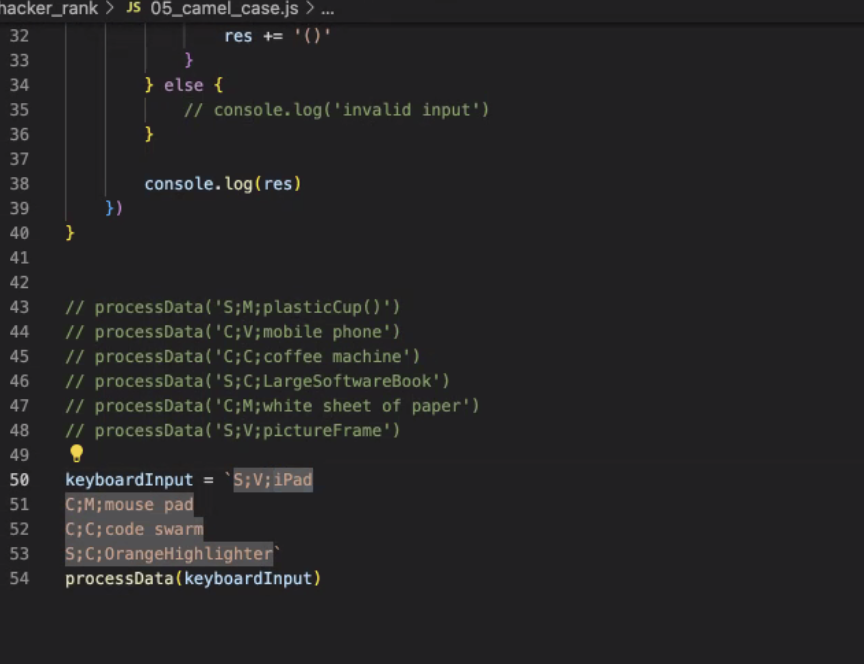 hacker_rank > JS 05_camel_case.js > ...
32 res += '()'
33 }
34 } else {
35 // console.log('invalid input')
36 }
37
38 console.log(res)
39 })
40 }
41
42
43 // processData('S;M;plasticCup()')
44 // processData('C;V;mobile phone')
45 // processData('C;C;coffee machine')
46 // processData('S;C;LargeSoftwareBook')
47 // processData('C;M;white sheet of paper')
48 // processData('S;V;pictureFrame')
49
50 keyboardInput = `S;V;iPad
51 C;M;mouse pad
52 C;C;code swarm
53 S;C;OrangeHighlighter`
54 processData(keyboardInput)